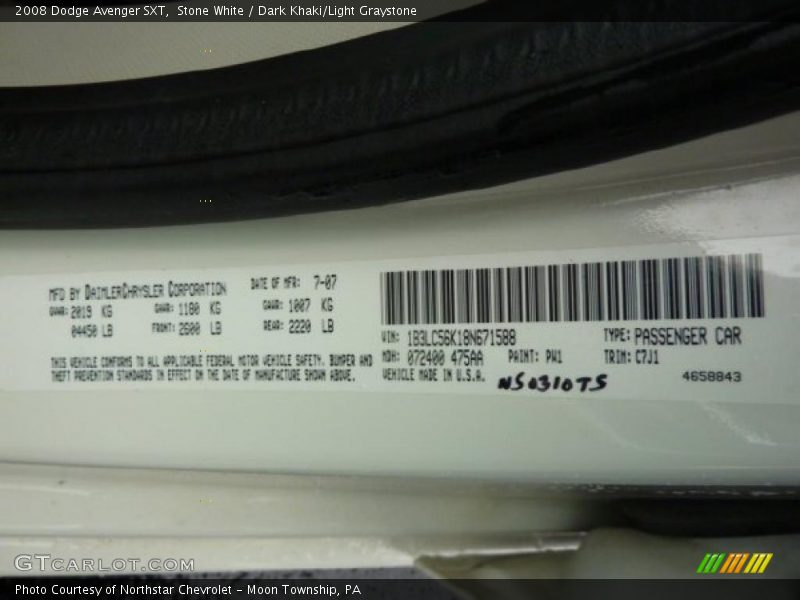 2008 Dodge Avenger SXT,  Stone White / Dark Khaki/Light Graystone
MFD BY DAIMLERCHRYSLER CORPORATION DATE OF MFR: 7-07
GVWR: 2019 KG GAWR: 1180 KG GAWR: 1007 KG
04450 LB FRONT: 2600 LB REAR: 2220 LB
THIS VEHICLE CONFORMS TO ALL APPLICABLE FEDERAL MOTOR VEHICLE SAFETY, BUMPER AND
THEFT PREVENTION STANDARDS IN EFFECT ON THE DATE OF MANUFACTURE SHOWN ABOVE.
VIN: 1B3LC56K18N671588 TYPE: PASSENGER CAR
MDH: 072400 475AA PAINT: PW1 TRIM: C7J1
VEHICLE MADE IN U.S.A. NS0310TS 4658843
GTCARLOT.COM
Photo Courtesy of Northstar Chevrolet - Moon Township, PA